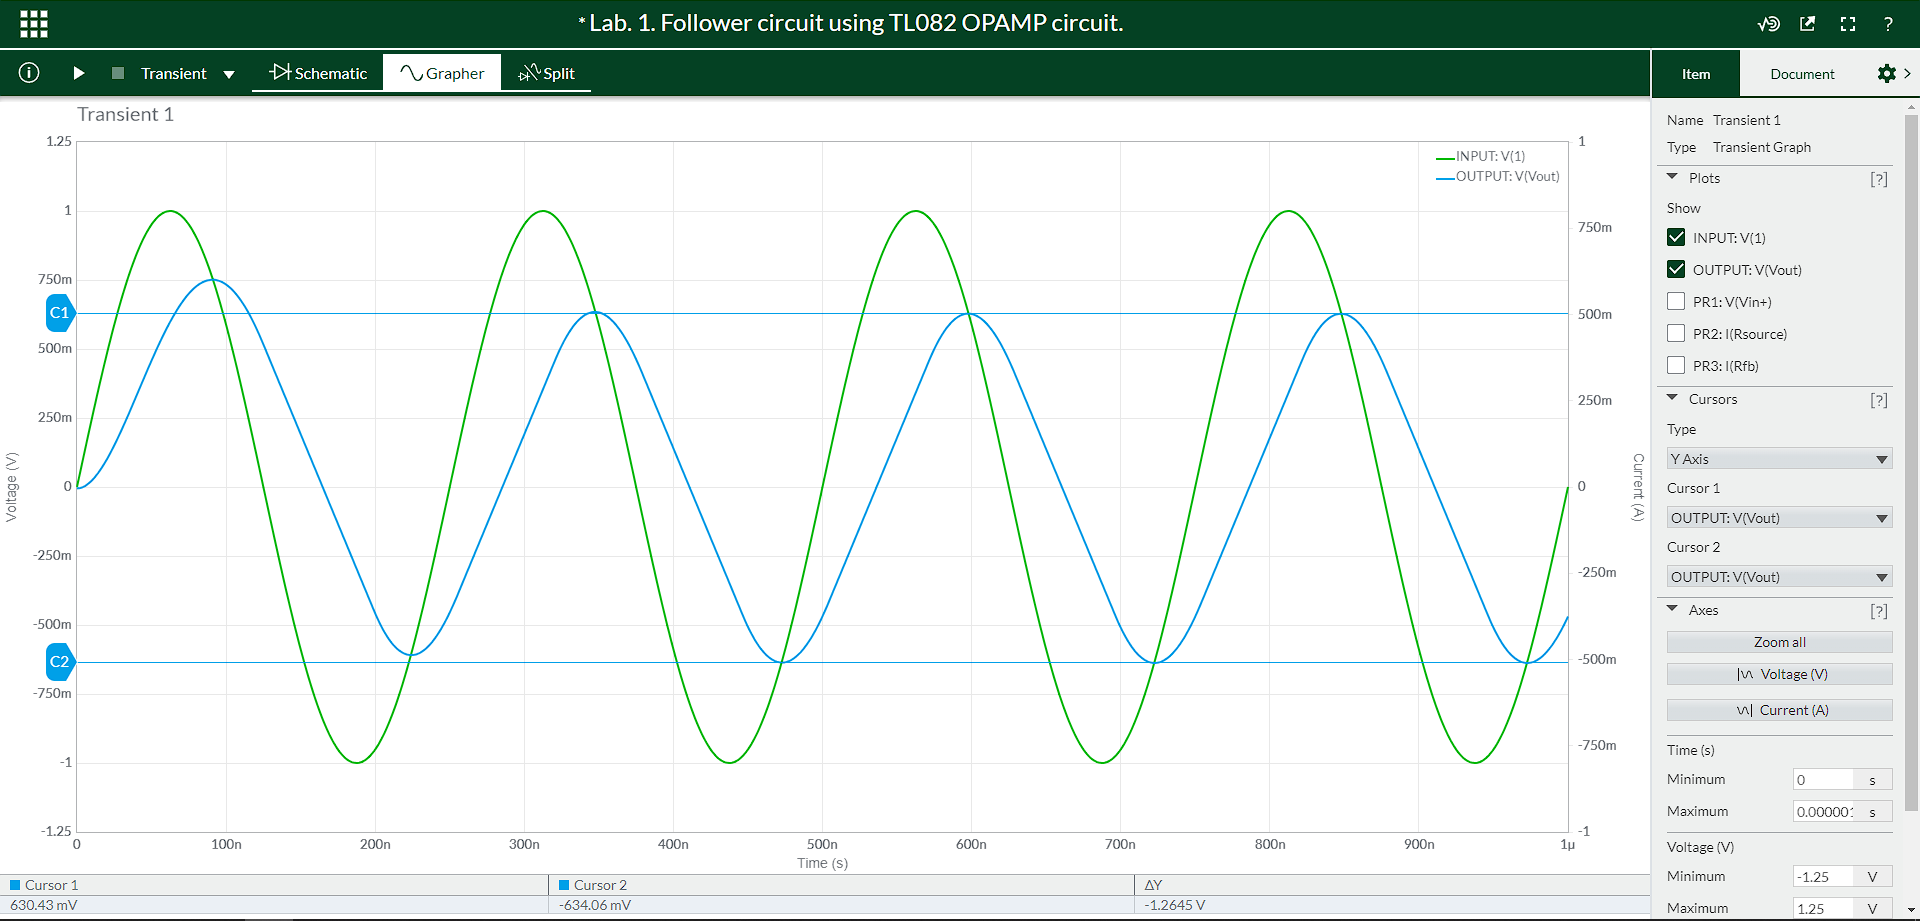 * Lab. 1. Follower circuit using TL082 OPAMP circuit.
?
Transient
Schematic
Grapher
Split
Item
Document
Transient 1
1.25
1
750m
500m
250m
0
-250m
-500m
-750m
-1
-1.25
Voltage (V)
C1
C2
INPUT: V(1)
OUTPUT: V(Vout)
1
750m
500m
250m
0
-250m
-500m
-750m
-1
Current (A)
0
100n
200n
300n
400n
500n
600n
700n
800n
900n
1µ
Time (s)
Cursor 1
Cursor 2
ΔY
630.43 mV
-634.06 mV
-1.2645 V
Name Transient 1
Type Transient Graph
Plots [?]
Show
INPUT: V(1)
OUTPUT: V(Vout)
PR1: V(Vin+)
PR2: I(Rsource)
PR3: I(Rfb)
Cursors [?]
Type
Y Axis
Cursor 1
OUTPUT: V(Vout)
Cursor 2
OUTPUT: V(Vout)
Axes [?]
Zoom all
Voltage (V)
Current (A)
Time (s)
Minimum 0 s
Maximum 0.000001 s
Voltage (V)
Minimum -1.25 V
Maximum 1.25 V